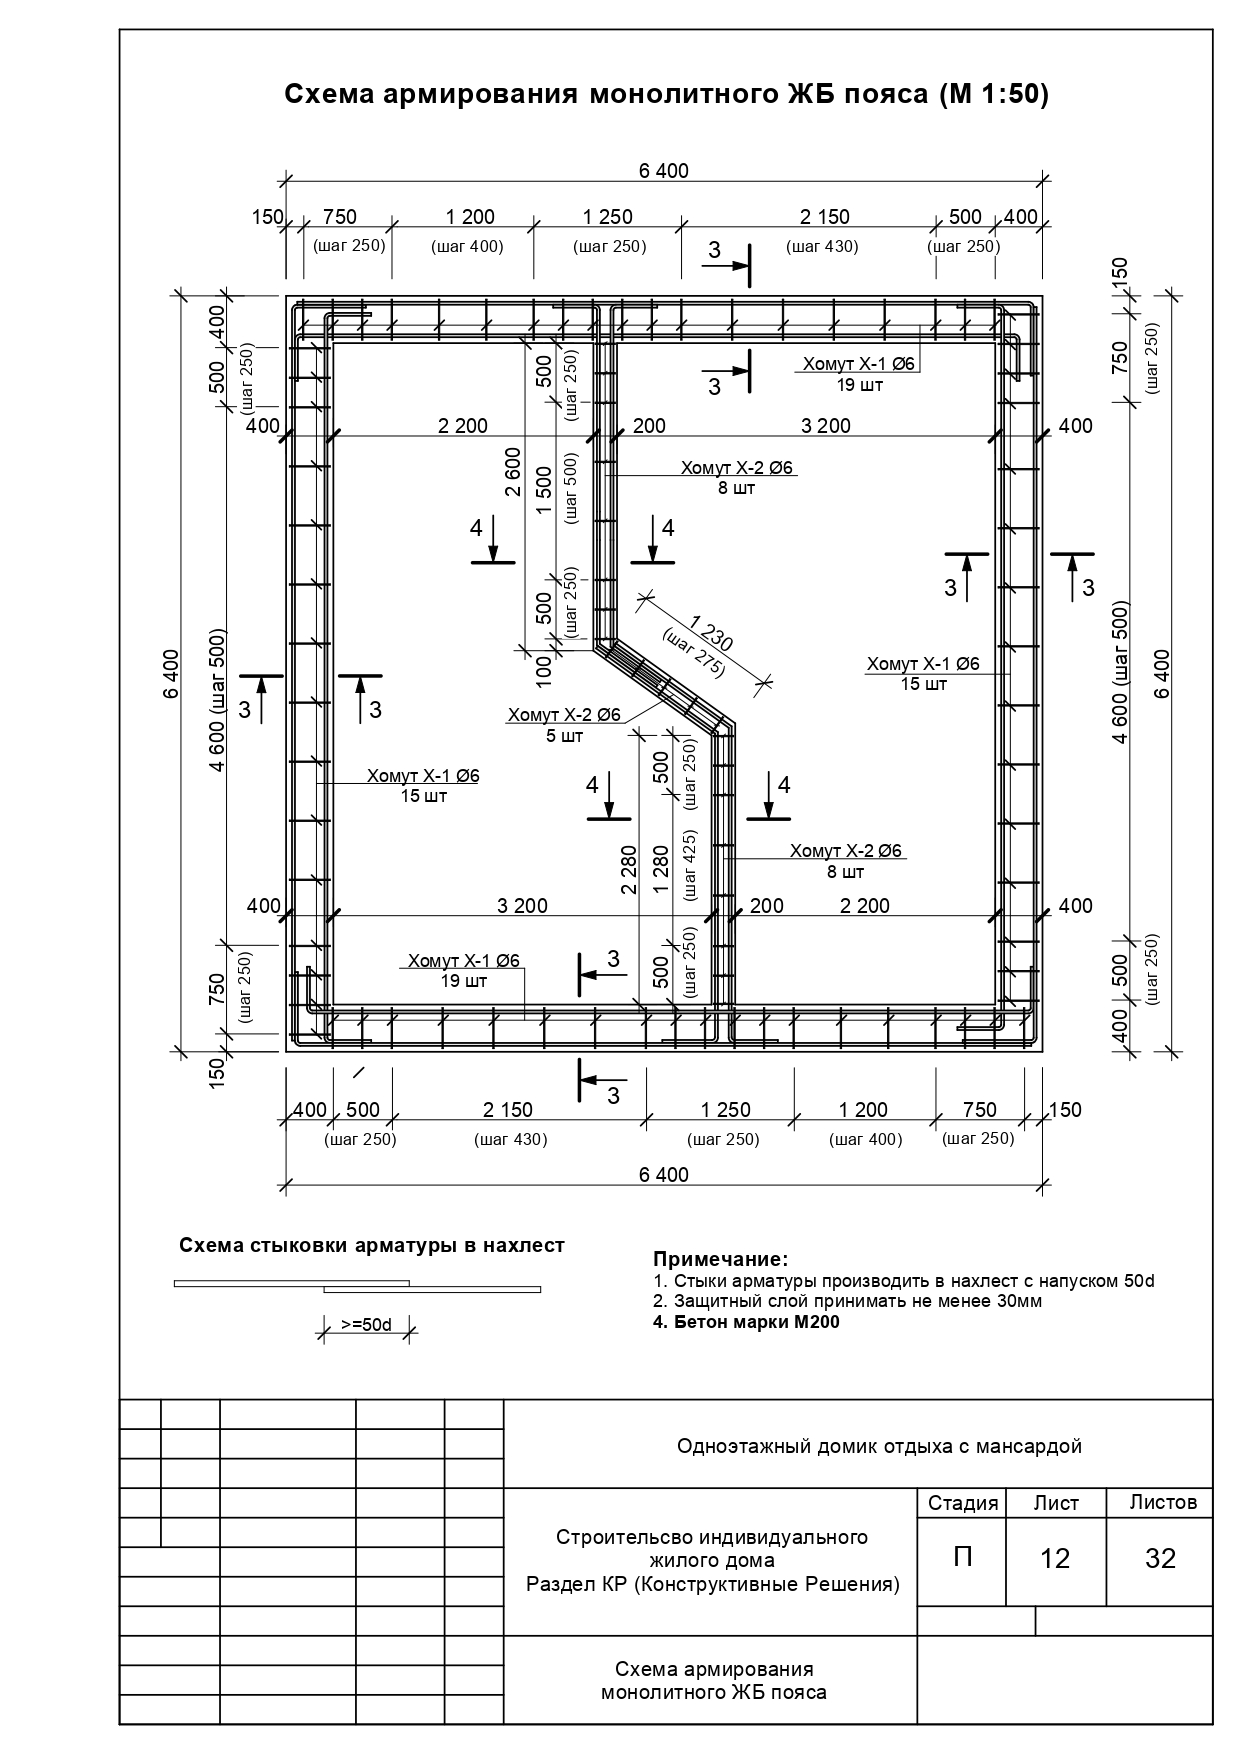 Схема армирования монолитного ЖБ пояса (М 1:50)
6 400
150 750 1 200 1 250 2 150 500 400
(шаг 250) (шаг 400) (шаг 250) (шаг 430) (шаг 250)
3
3
400
500
(шаг 250)
4 600 (шаг 500)
6 400
750
(шаг 250)
150
150
750
(шаг 250)
4 600 (шаг 500)
6 400
500
(шаг 250)
400
Хомут Х-1 Ø6
19 шт
400 2 200 200 3 200 400
500
(шаг 250)
2 600
1 500
(шаг 500)
500
(шаг 250)
100
Хомут Х-2 Ø6
8 шт
4 4
3 3
1 230
(шаг 275)
Хомут Х-1 Ø6
15 шт
3 3
Хомут Х-2 Ø6
5 шт
Хомут Х-1 Ø6
15 шт
4 4
500
(шаг 250)
2 280
1 280
(шаг 425)
500
(шаг 250)
Хомут Х-2 Ø6
8 шт
400 3 200 200 2 200 400
Хомут Х-1 Ø6
19 шт
3
3
400 500 2 150 1 250 1 200 750 150
(шаг 250) (шаг 430) (шаг 250) (шаг 400) (шаг 250)
6 400
Схема стыковки арматуры в нахлест
>=50d
Примечание:
1. Стыки арматуры производить в нахлест с напуском 50d
2. Защитный слой принимать не менее 30мм
4. Бетон марки М200
Одноэтажный домик отдыха с мансардой
Строительсво индивидуального
жилого дома
Раздел КР (Конструктивные Решения)
Стадия Лист Листов
П 12 32
Схема армирования
монолитного ЖБ пояса